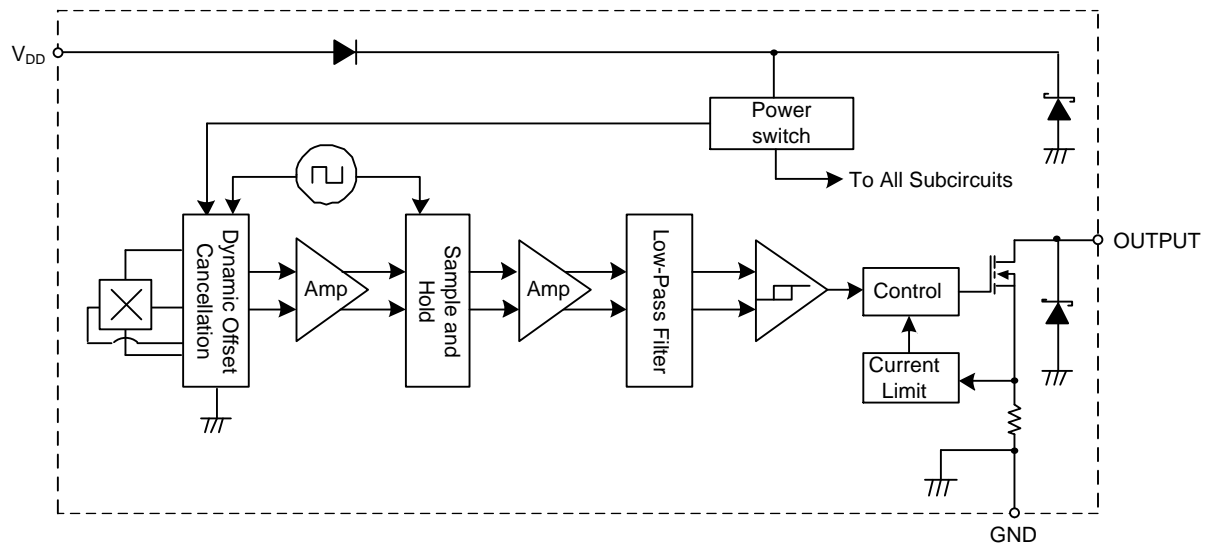 VDD
Power
switch
To All Subcircuits
OUTPUT
Dynamic Offset
Cancellation
Amp
Sample and
Hold
Amp
Low-Pass Filter
Control
Current
Limit
GND